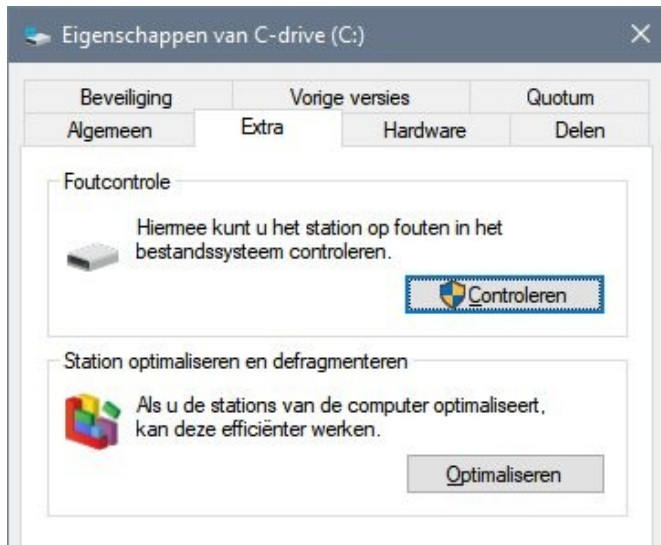 Eigenschappen van C-drive (C:)
Beveiliging Vorige versies Quotum
Algemeen Extra Hardware Delen
Foutcontrole
Hiermee kunt u het station op fouten in het
bestandssysteem controleren.
Controleren
Station optimaliseren en defragmenteren
Als u de stations van de computer optimaliseert,
kan deze efficiënter werken.
Optimaliseren